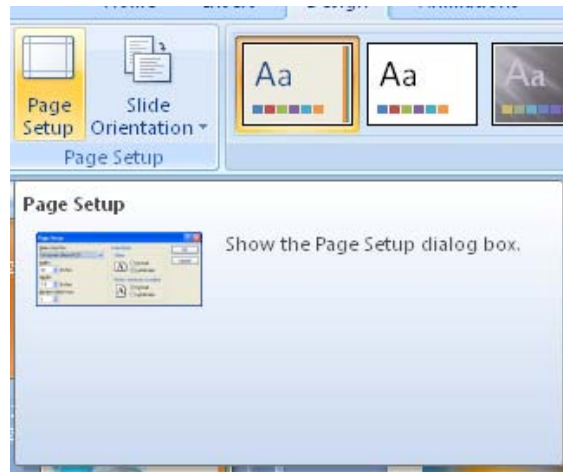 Page
Setup
Slide
Orientation
Page Setup
Aa
Aa
Aa
Page Setup
Show the Page Setup dialog box.